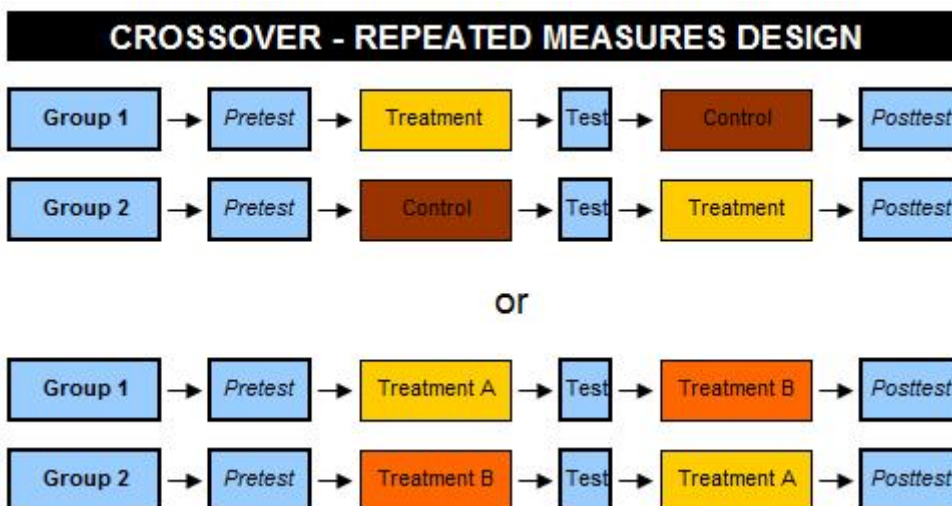 CROSSOVER - REPEATED MEASURES DESIGN
Group 1 Pretest Treatment Test Control Posttest
Group 2 Pretest Control Test Treatment Posttest
or
Group 1 Pretest Treatment A Test Treatment B Posttest
Group 2 Pretest Treatment B Test Treatment A Posttest